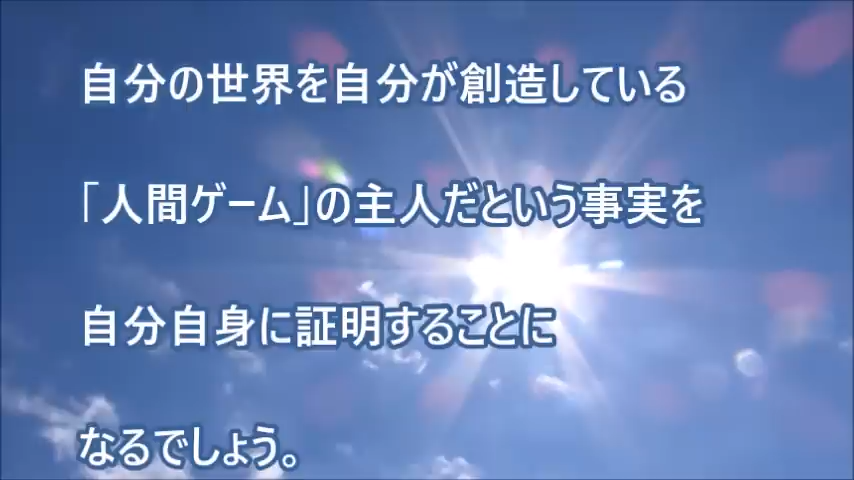 自分の世界を自分が創造している
「人間ゲーム」の主人だという事実を
自分自身に証明することに
なるでしょう。